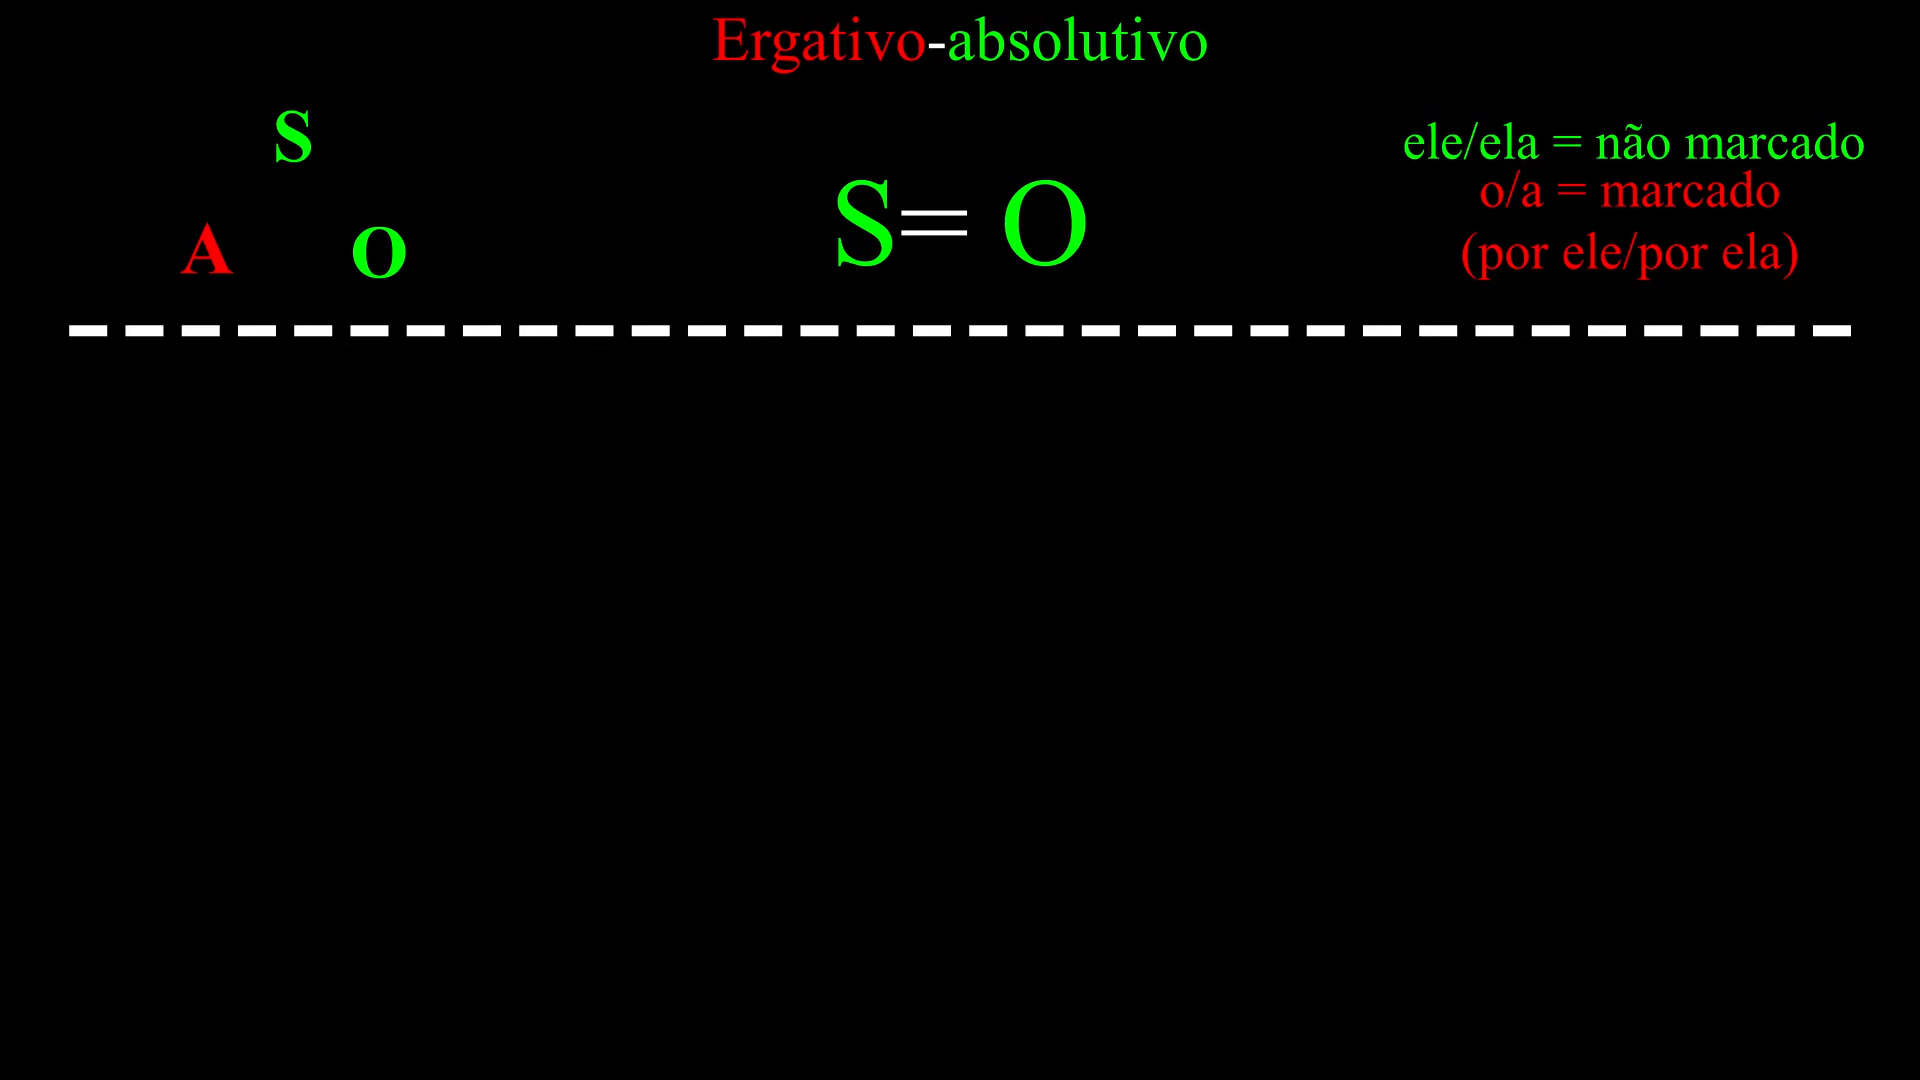 Ergativo-absolutivo
S
A O
S= O
ele/ela = não marcado
o/a = marcado
(por ele/por ela)